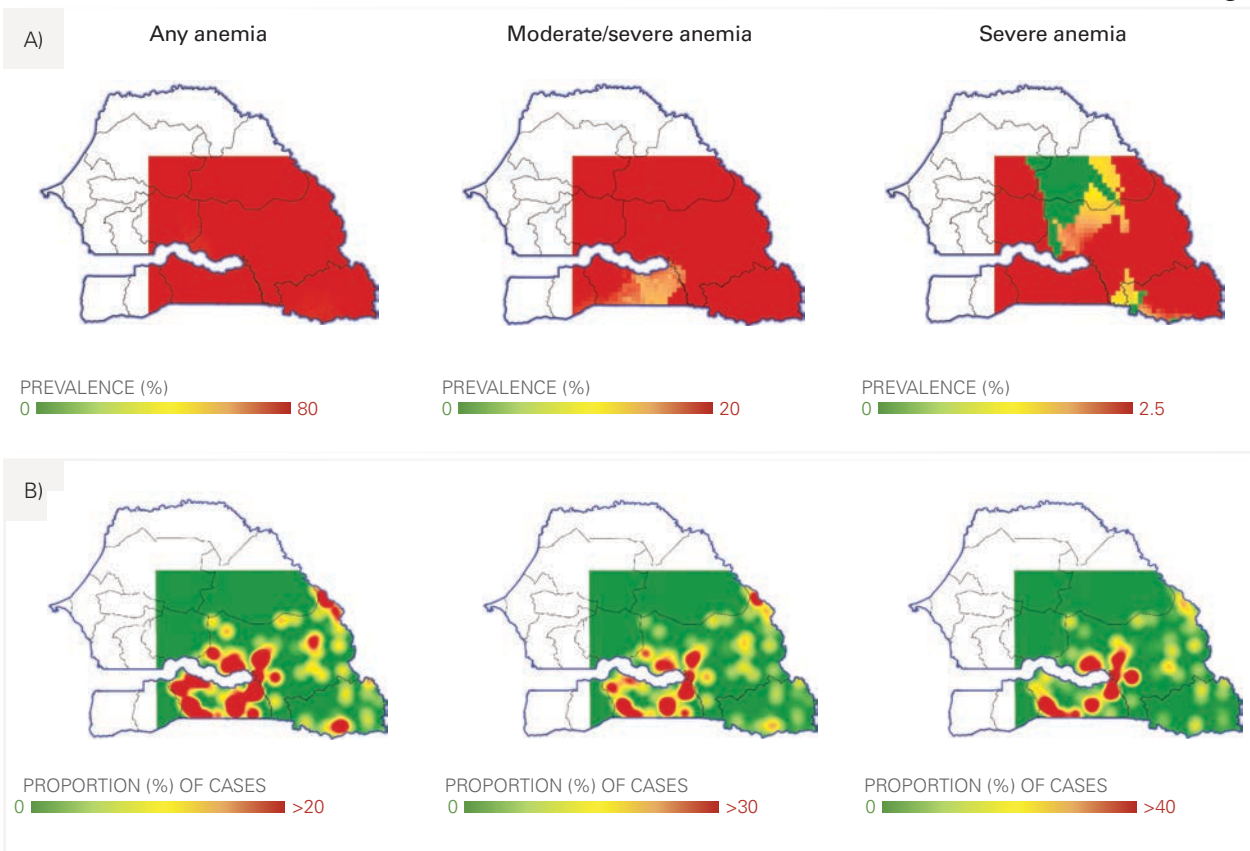 A)
Any anemia
Moderate/severe anemia
Severe anemia
PREVALENCE (%)
0 80
PREVALENCE (%)
0 20
PREVALENCE (%)
0 2.5
B)
PROPORTION (%) OF CASES
0 >20
PROPORTION (%) OF CASES
0 >30
PROPORTION (%) OF CASES
0 >40